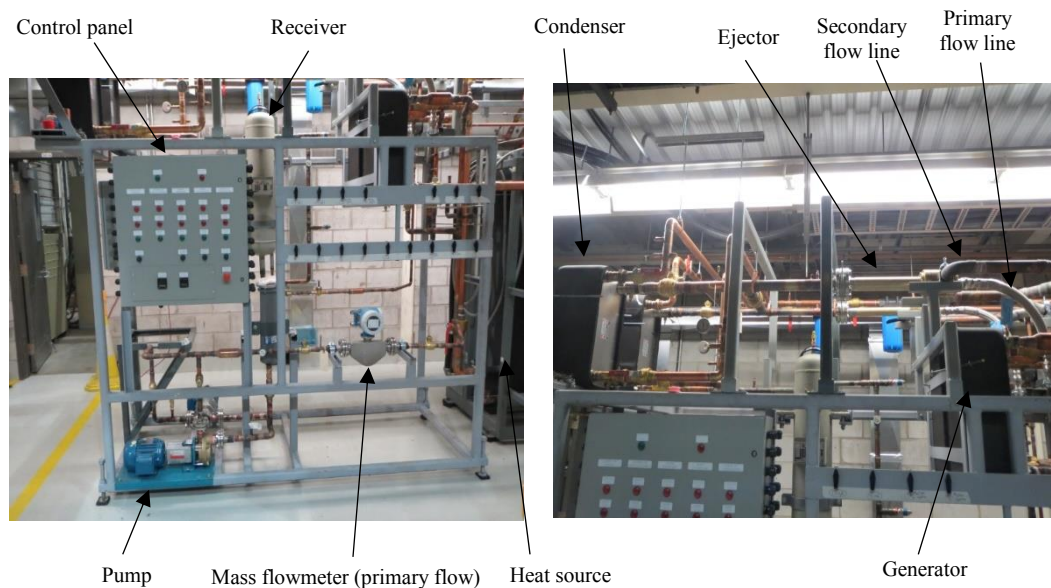 Control panel
Receiver
Condenser
Ejector
Secondary
flow line
Primary
flow line
Pump
Mass flowmeter (primary flow)
Heat source
Generator